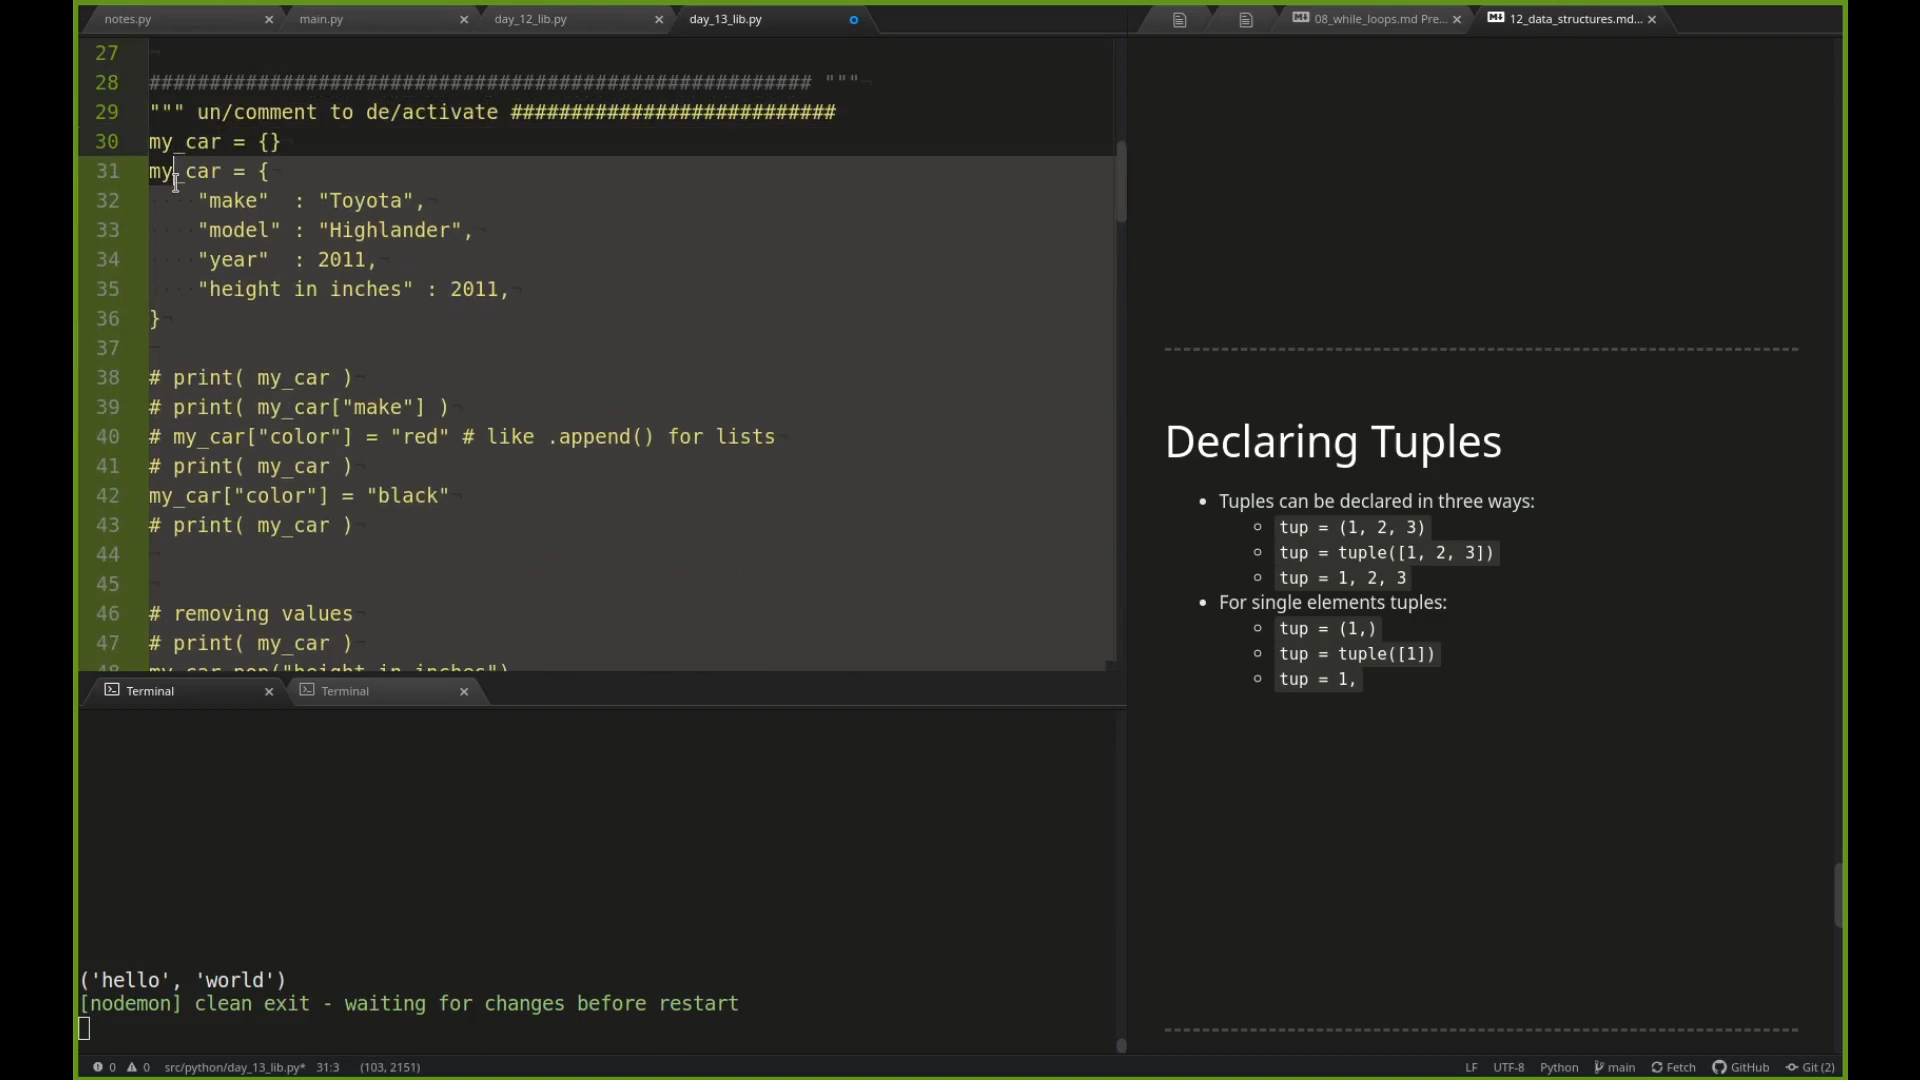 notes.py
main.py
day_12_lib.py
day_13_lib.py
08_while_loops.md Pre...
12_data_structures.md...
27
28 ####################################################### """
29 """ un/comment to de/activate ###########################
30 my_car = {}
31 my_car = {
32 "make" : "Toyota",
33 "model" : "Highlander",
34 "year" : 2011,
35 "height in inches" : 2011,
36 }
37
38 # print( my_car )
39 # print( my_car["make"] )
40 # my_car["color"] = "red" # like .append() for lists
41 # print( my_car )
42 my_car["color"] = "black"
43 # print( my_car )
44
45
46 # removing values
47 # print( my_car )
48 my_car.pop("height in inches")
Declaring Tuples
Tuples can be declared in three ways:
tup = (1, 2, 3)
tup = tuple([1, 2, 3])
tup = 1, 2, 3
For single elements tuples:
tup = (1,)
tup = tuple([1])
tup = 1,
Terminal
Terminal
('hello', 'world')
[nodemon] clean exit - waiting for changes before restart
0 0 src/python/day_13_lib.py* 31:3 (103, 2151) LF UTF-8 Python main Fetch GitHub Git (2)